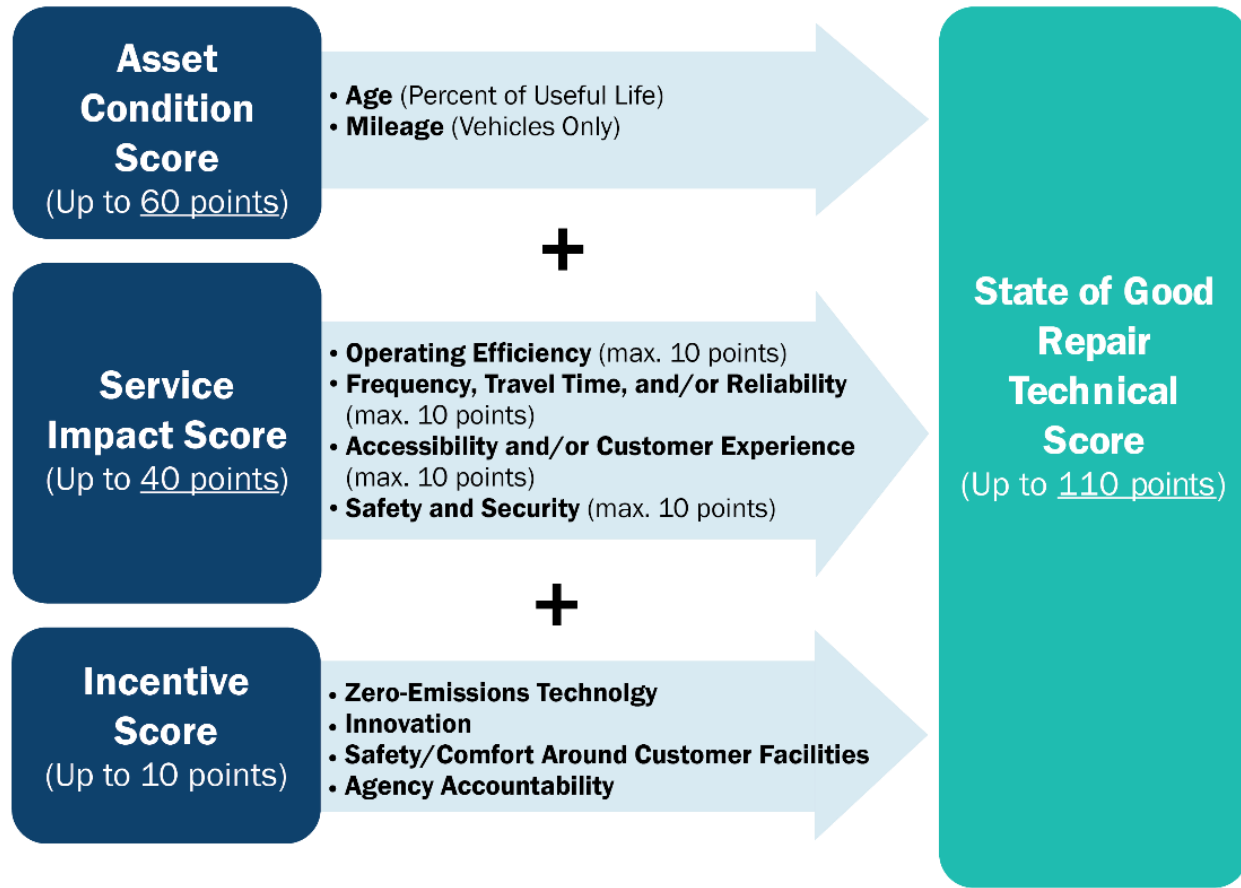 Asset
Condition
Score
(Up to 60 points)
• Age (Percent of Useful Life)
• Mileage (Vehicles Only)
+
Service
Impact Score
(Up to 40 points)
• Operating Efficiency (max. 10 points)
• Frequency, Travel Time, and/or Reliability
(max. 10 points)
• Accessibility and/or Customer Experience
(max. 10 points)
• Safety and Security (max. 10 points)
+
Incentive
Score
(Up to 10 points)
• Zero-Emissions Technolgy
• Innovation
• Safety/Comfort Around Customer Facilities
• Agency Accountability
State of Good
Repair
Technical
Score
(Up to 110 points)